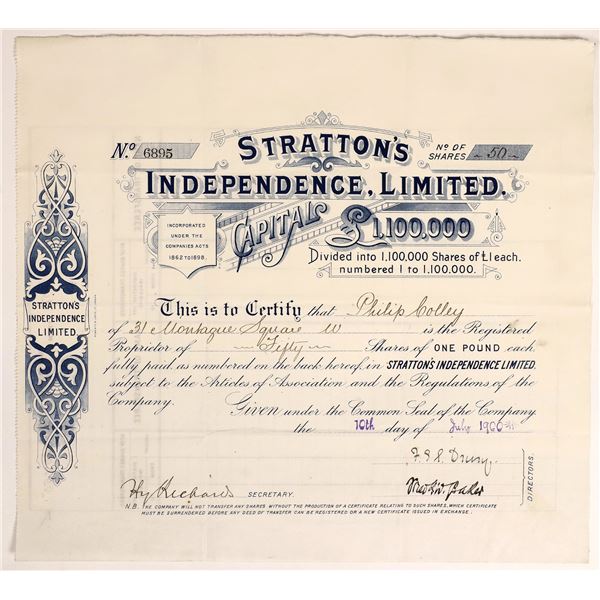 No. 6895
STRATTON'S
No. OF SHARES 50
INDEPENDENCE, LIMITED.
INCORPORATED
UNDER THE
COMPANIES ACTS
1862 TO 1898.
CAPITAL £1,100,000
Divided into 1,100,000 Shares of £1 each.
numbered 1 to 1,100,000.
STRATTON'S
INDEPENDENCE
LIMITED.
This is to Certify that Philip Colley
of 31 Montague Square W is the Registered
Proprietor of Fifty Shares of ONE POUND each,
fully paid, as numbered on the back hereof, in STRATTON'S INDEPENDENCE LIMITED.
subject to the Articles of Association and the Regulations of the
Company. Given under the Common Seal of the Company
the 10th day of July 1900
DIRECTORS.
Hy Richards SECRETARY.
N.B. THE COMPANY WILL NOT TRANSFER ANY SHARES WITHOUT THE PRODUCTION OF A CERTIFICATE RELATING TO SUCH SHARES, WHICH CERTIFICATE
MUST BE SURRENDERED BEFORE ANY DEED OF TRANSFER CAN BE REGISTERED OR A NEW CERTIFICATE ISSUED IN EXCHANGE.